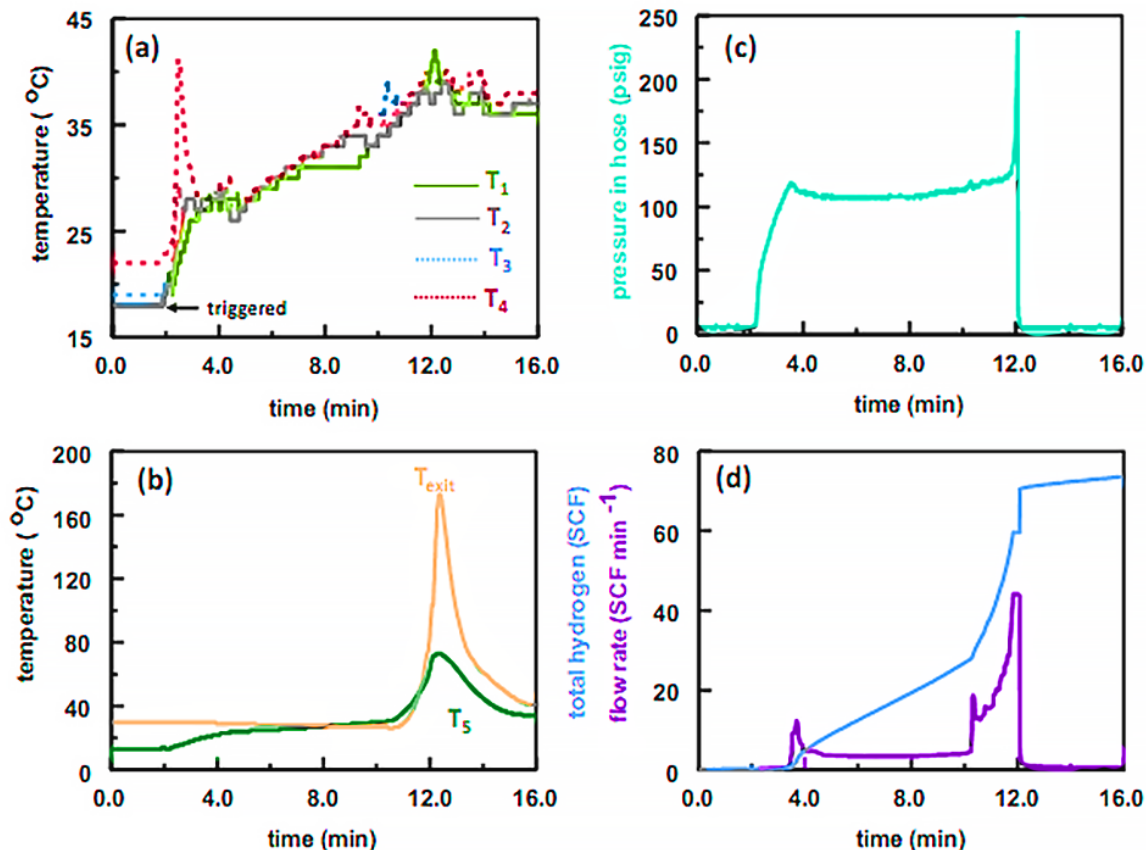 (a)
45
35
25
15
temperature ( °C)
T1
T2
T3
T4
triggered
0.0 4.0 8.0 12.0 16.0
time (min)
(c)
250
200
150
100
50
0
pressure in hose (psig)
0.0 4.0 8.0 12.0 16.0
time (min)
(b)
200
160
120
80
40
0
temperature ( °C)
Texit
T5
0.0 4.0 8.0 12.0 16.0
time (min)
(d)
80
60
40
20
0
total hydrogen (SCF)
flow rate (SCF min -1)
0.0 4.0 8.0 12.0 16.0
time (min)